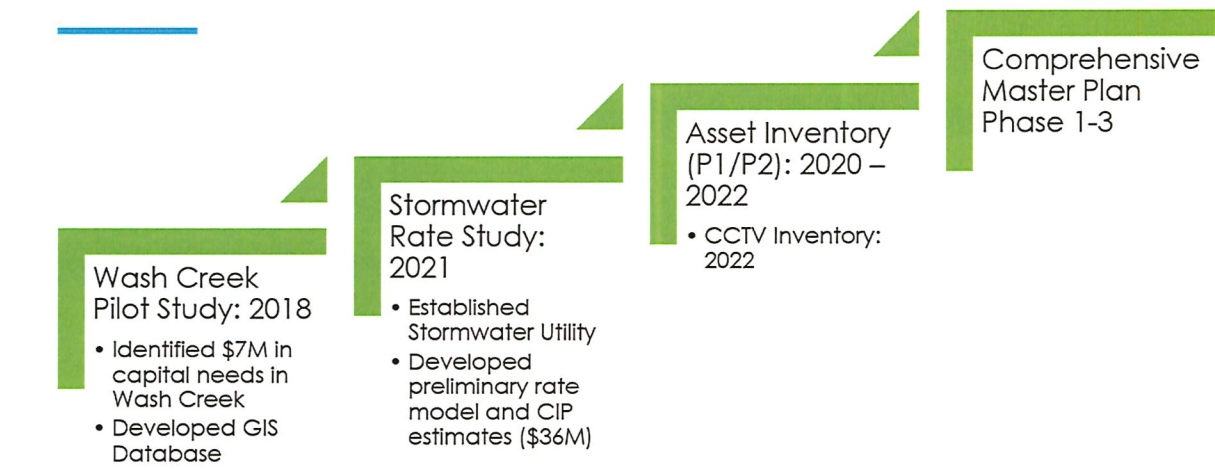 Wash Creek
Pilot Study: 2018
• Identified $7M in
capital needs in
Wash Creek
• Developed GIS
Database
Stormwater
Rate Study:
2021
• Established
Stormwater Utility
• Developed
preliminary rate
model and CIP
estimates ($36M)
Asset Inventory
(P1/P2): 2020 –
2022
• CCTV Inventory:
2022
Comprehensive
Master Plan
Phase 1-3